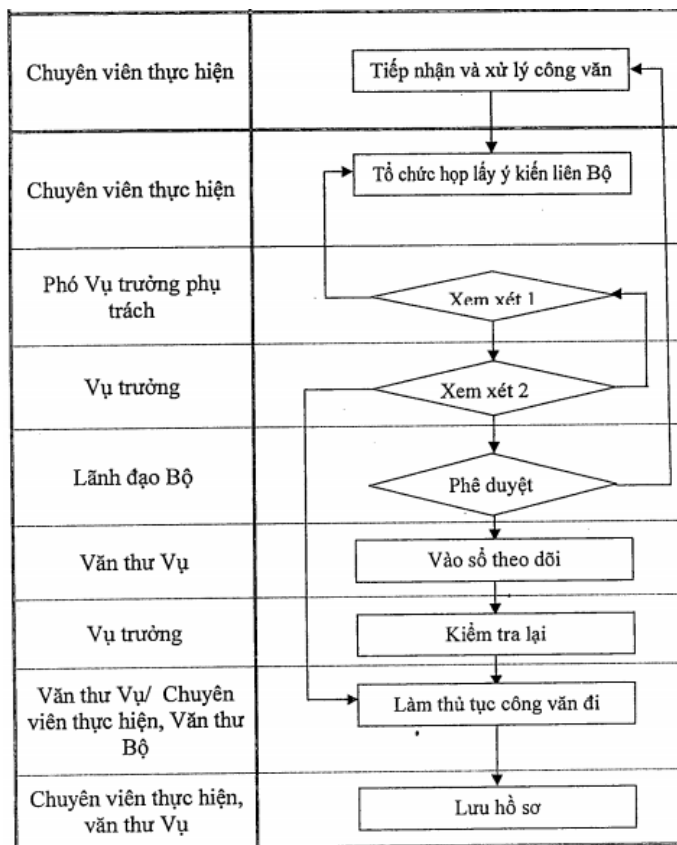 Chuyên viên thực hiện
Tiếp nhận và xử lý công văn
Chuyên viên thực hiện
Tổ chức họp lấy ý kiến liên Bộ
Phó Vụ trưởng phụ
trách
Xem xét 1
Vụ trưởng
Xem xét 2
Lãnh đạo Bộ
Phê duyệt
Văn thư Vụ
Vào sổ theo dõi
Vụ trưởng
Kiểm tra lại
Văn thư Vụ/ Chuyên
viên thực hiện, Văn thư
Bộ
Làm thủ tục công văn đi
Chuyên viên thực hiện,
văn thư Vụ
Lưu hồ sơ